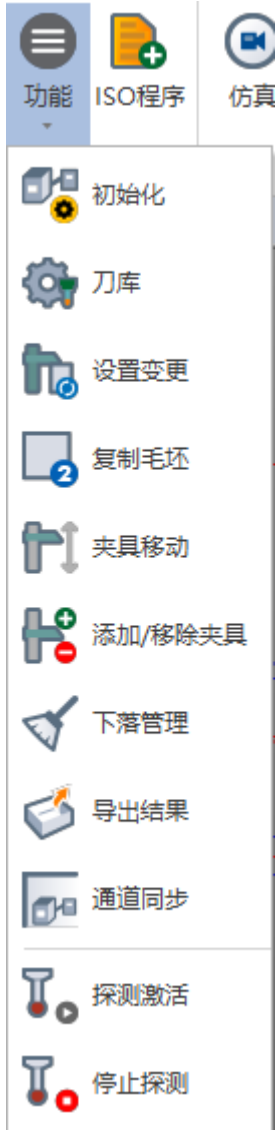 功能
ISO程序
仿真
初始化
刀库
设置变更
2
复制毛坯
夹具移动
添加/移除夹具
下落管理
导出结果
通道同步
探测激活
停止探测